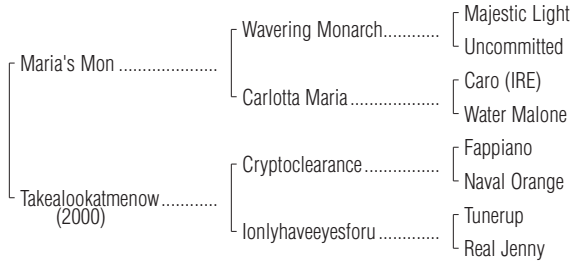 Majestic Light
Wavering Monarch............
Uncommitted
Maria's Mon .....................
Caro (IRE)
Carlotta Maria ...................
Water Malone
Fappiano
Cryptoclearance ................
Naval Orange
Takealookatmenow ............
(2000)
Tunerup
Ionlyhaveeyesforu .............
Real Jenny